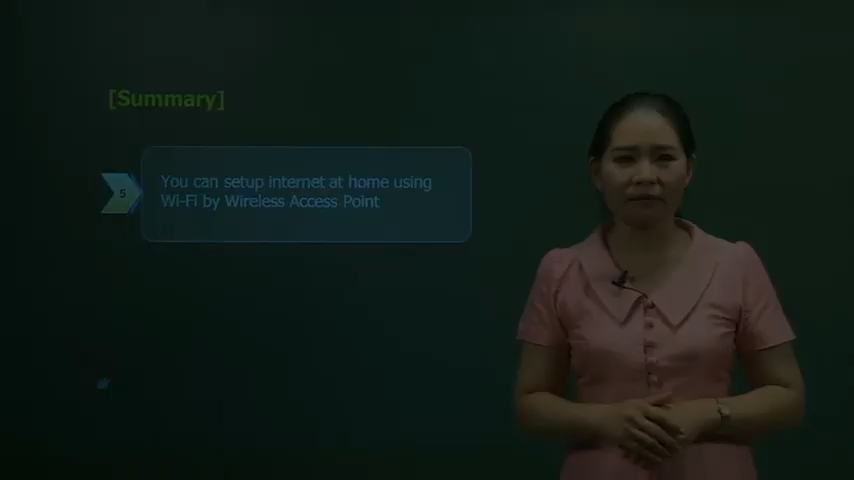 [Summary]
5
You can setup internet at home using
Wi-Fi by Wireless Access Point